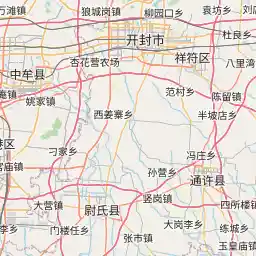 万滩镇
狼城岗镇
柳园口乡
袁坊乡
开封市
杜良乡
祥符区
中牟县
杏花营农场
八里湾
姚家镇
范村乡
陈留镇
西姜寨乡
半坡店乡
刁家乡
冯庄乡
孙营乡
通许县
大营镇
尉氏县
竖岗镇
四所楼镇
门楼任乡
张市镇
大岗李乡
练城乡
玉皇庙镇